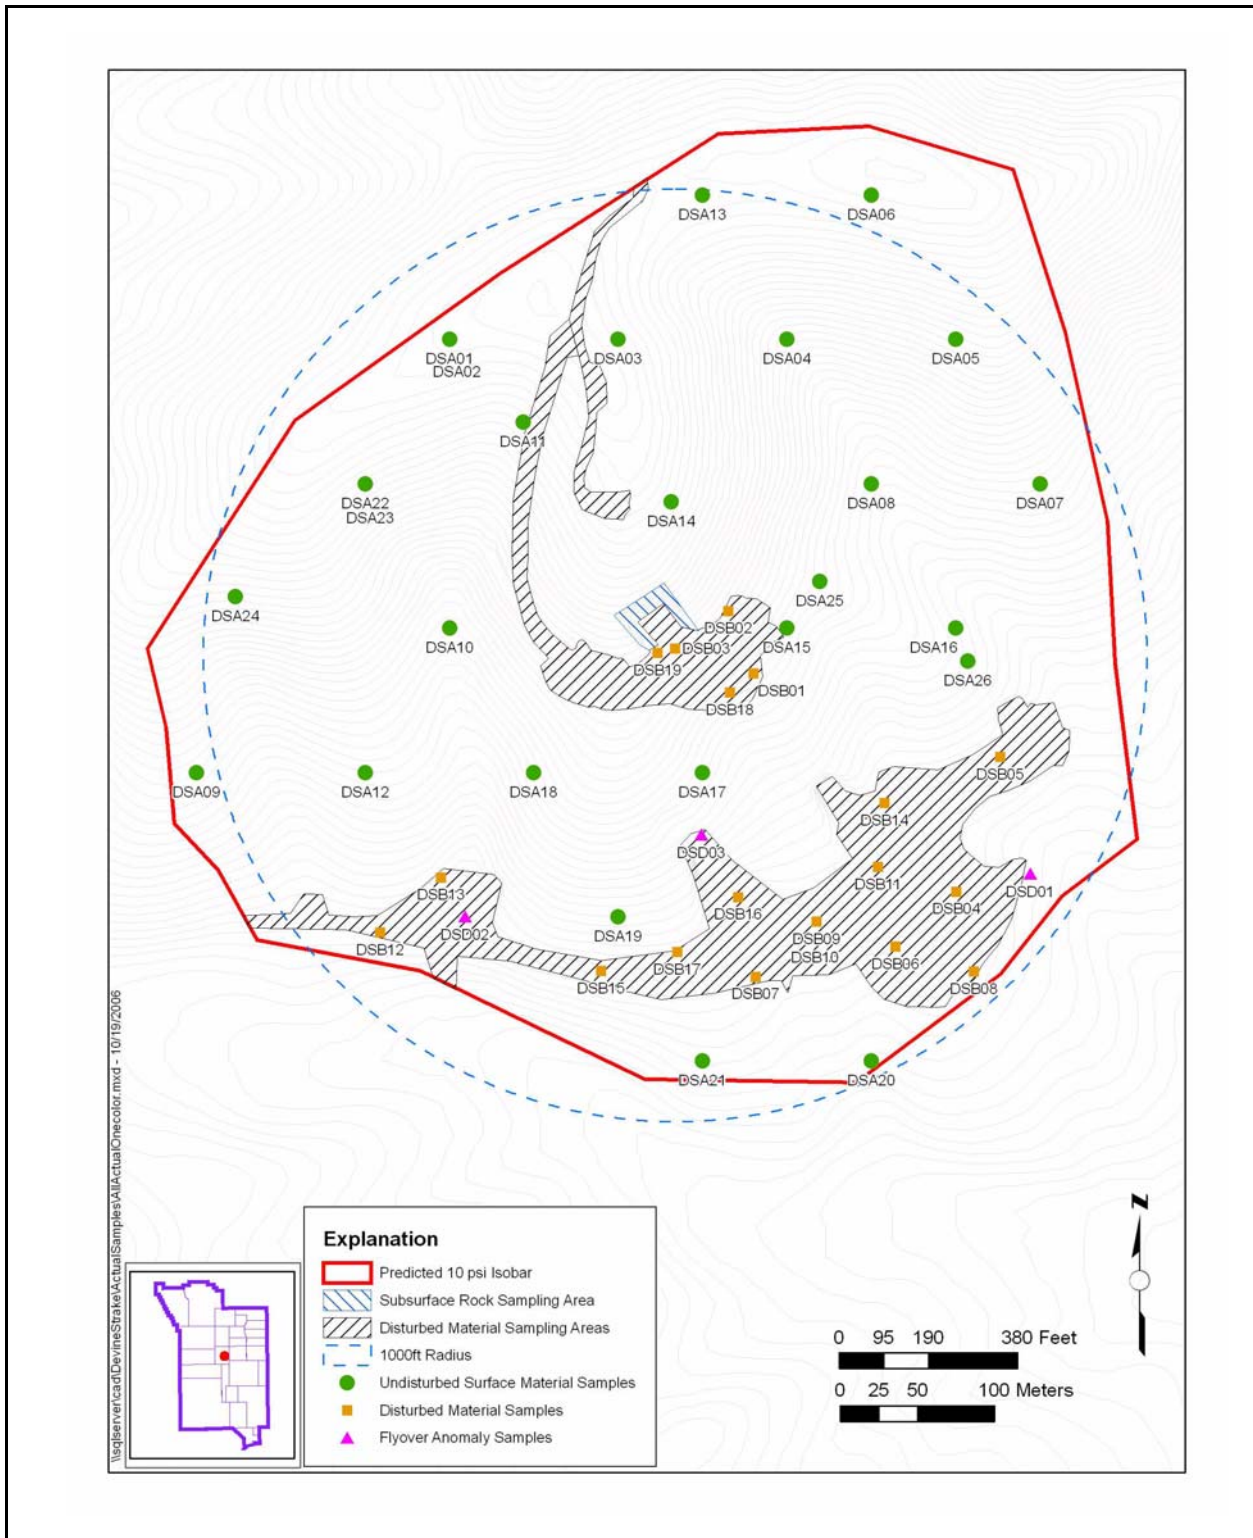 DSA13
DSA06
DSA01
DSA02
DSA03
DSA04
DSA05
DSA11
DSA22
DSA23
DSA14
DSA08
DSA07
DSA24
DSA25
DSA10
DSB02
DSB03
DSB19
DSA15
DSA16
DSA26
DSB01
DSB18
DSA09
DSA12
DSA18
DSA17
DSB05
DSB14
DSD03
DSB11
DSB13
DSD01
DSB04
DSB16
DSA19
DSD02
DSB12
DSB09
DSB10
DSB06
DSB17
DSB15
DSB07
DSB08
DSA21
DSA20
\\sqlserver\cad\DevineStrake\ActualSamples\AllActualOnecolor.mxd - 10/19/2006
Explanation
Predicted 10 psi Isobar
Subsurface Rock Sampling Area
Disturbed Material Sampling Areas
1000ft Radius
Undisturbed Surface Material Samples
Disturbed Material Samples
Flyover Anomaly Samples
N
0 95 190 380 Feet
0 25 50 100 Meters